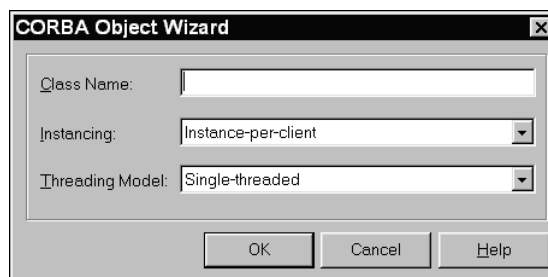 CORBA Object Wizard
Class Name:
Instancing: Instance-per-client
Threading Model: Single-threaded
OK Cancel Help